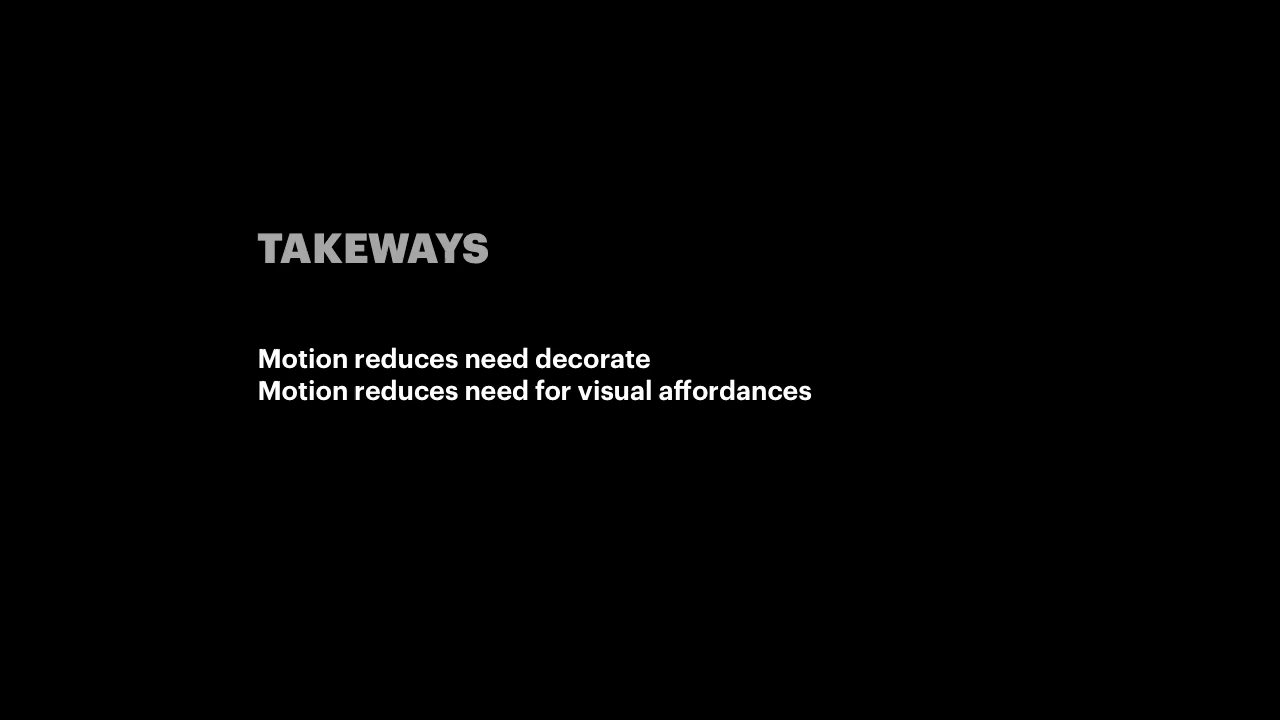 TAKEWAYS
Motion reduces need decorate
Motion reduces need for visual affordances